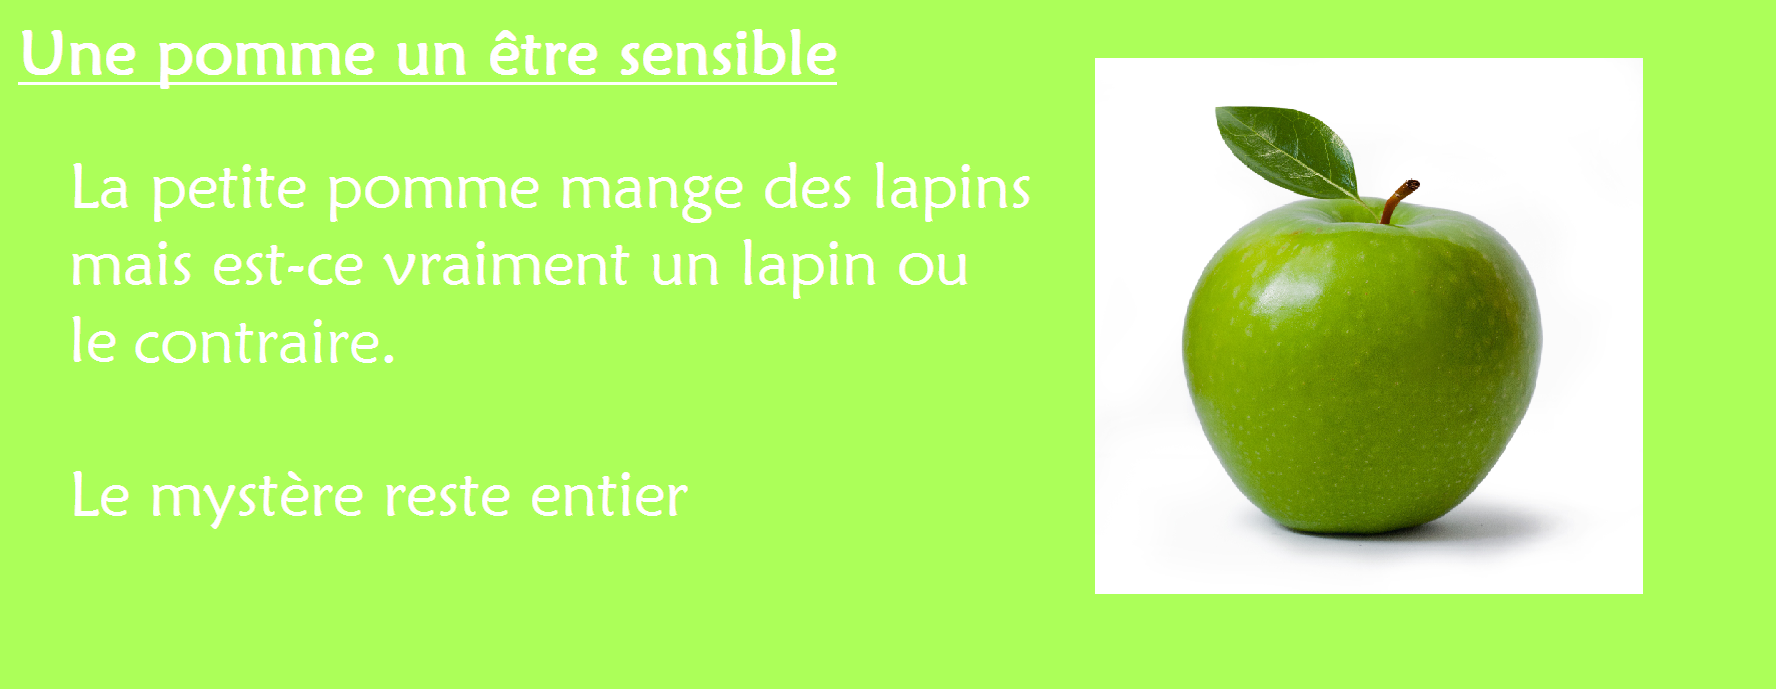 Une pomme un être sensible
La petite pomme mange des lapins
mais est-ce vraiment un lapin ou
le contraire.
Le mystère reste entier